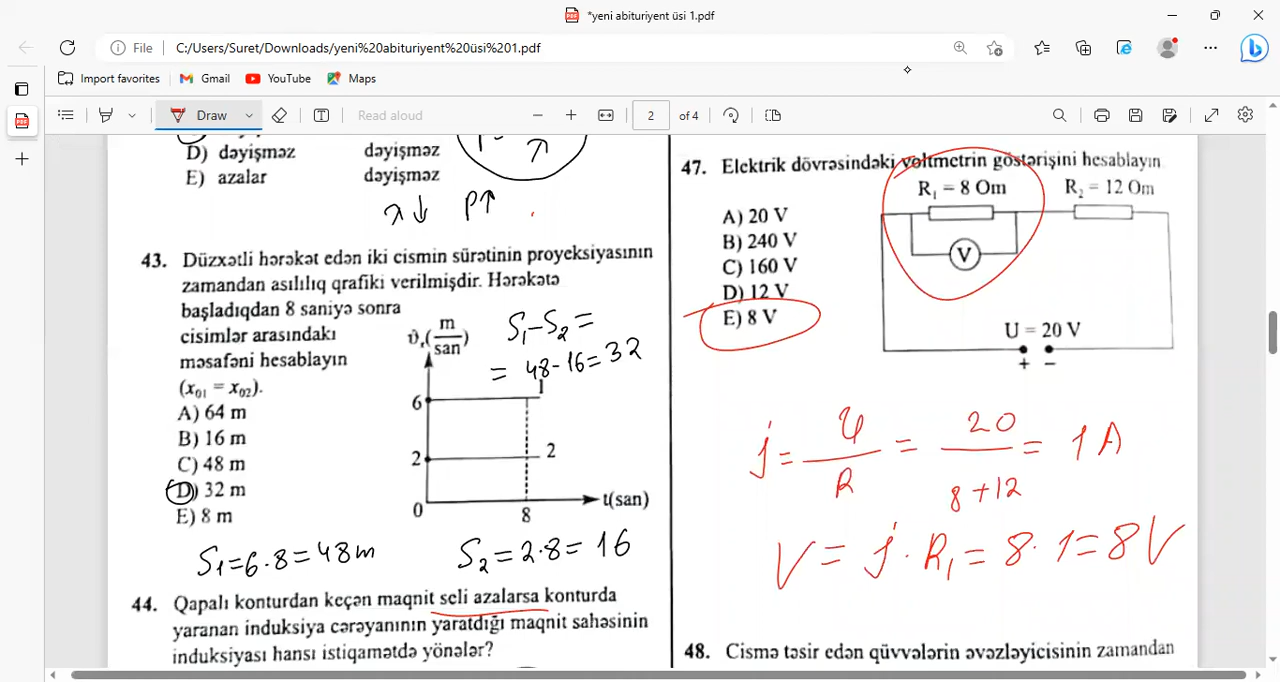 *yeni abituriyent üsi 1.pdf
File
C:/Users/Suret/Downloads/yeni%20abituriyent%20üsi%201.pdf
Import favorites
Gmail
YouTube
Maps
Draw
Read aloud
2
of 4
D) dəyişməz dəyişməz
E) azalar dəyişməz
λ↓ P↑
43. Düzxətli hərəkət edən iki cismin sürətinin proyeksiyasının
zamandan asılılıq qrafiki verilmişdir. Hərəkətə
başladıqdan 8 saniyə sonra
cisimlər arasındakı
məsafəni hesablayın
(x₀₁ = x₀₂).
A) 64 m
B) 16 m
C) 48 m
D) 32 m
E) 8 m
ϑ, (m/san)
6
2
0
8
t(san)
1
2
S₁-S₂=
= 48-16=32
S₁=6·8=48m
S₂=2·8=16
44. Qapalı konturdan keçən maqnit seli azalarsa konturda
yaranan induksiya cərəyanının yaratdığı maqnit sahəsinin
induksiyası hansı istiqamətdə yönələr?
47. Elektrik dövrəsindəki voltmetrin göstərişini hesablayın
A) 20 V
B) 240 V
C) 160 V
D) 12 V
E) 8 V
R₁ = 8 Om
R₂ = 12 Om
V
U = 20 V
+ −
j = U/R = 20/(8+12) = 1 A
V = j · R₁ = 8 · 1 = 8 V
48. Cismə təsir edən qüvvələrin əvəzləyicisinin zamandan